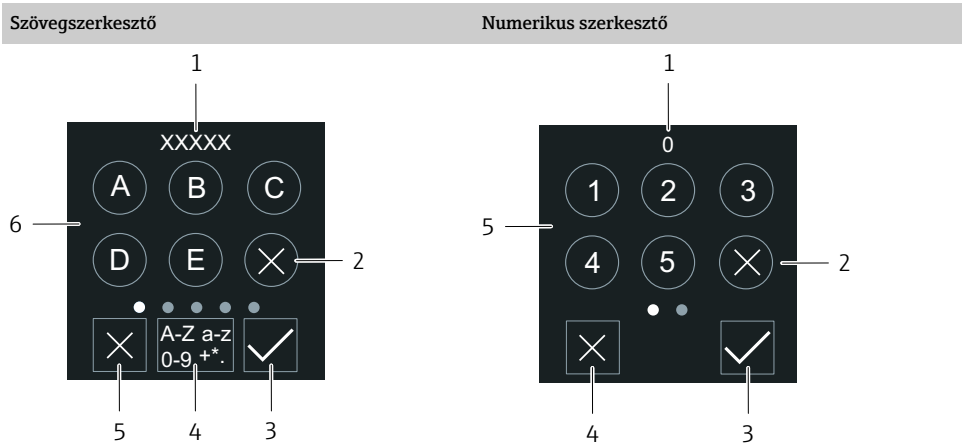 Szövegszerkesztő
1
XXXXX
A B C
6
D E
2
A-Z a-z
0-9 +*.
5 4 3
Numerikus szerkesztő
1
0
1 2 3
5
4 5
2
4 3